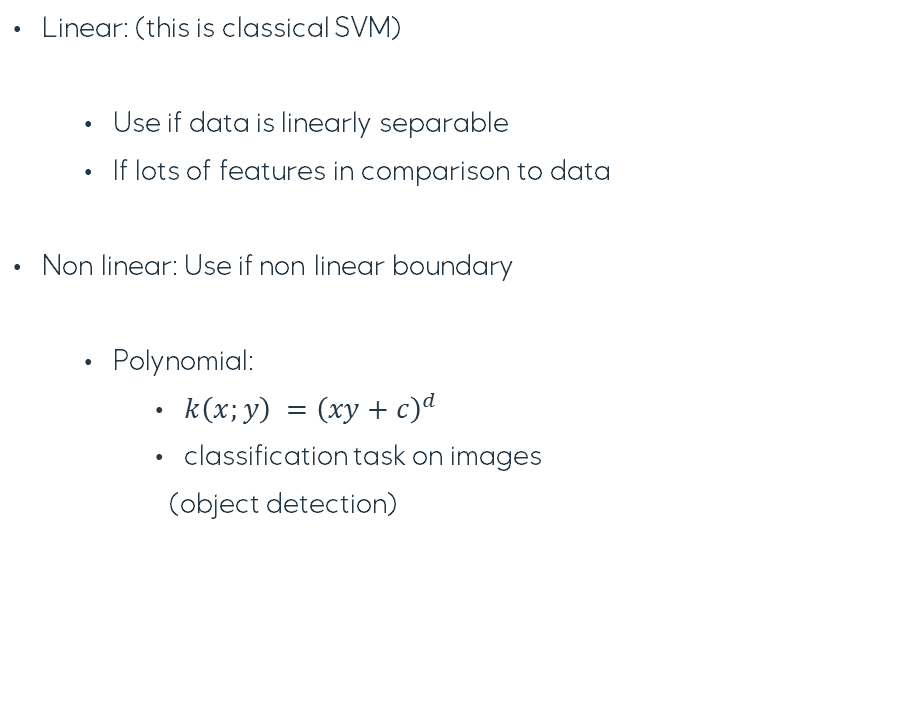 • Linear: (this is classical SVM)
• Use if data is linearly separable
• If lots of features in comparison to data
• Non linear: Use if non linear boundary
• Polynomial:
• k(x; y) = (xy + c)^d
• classification task on images
(object detection)